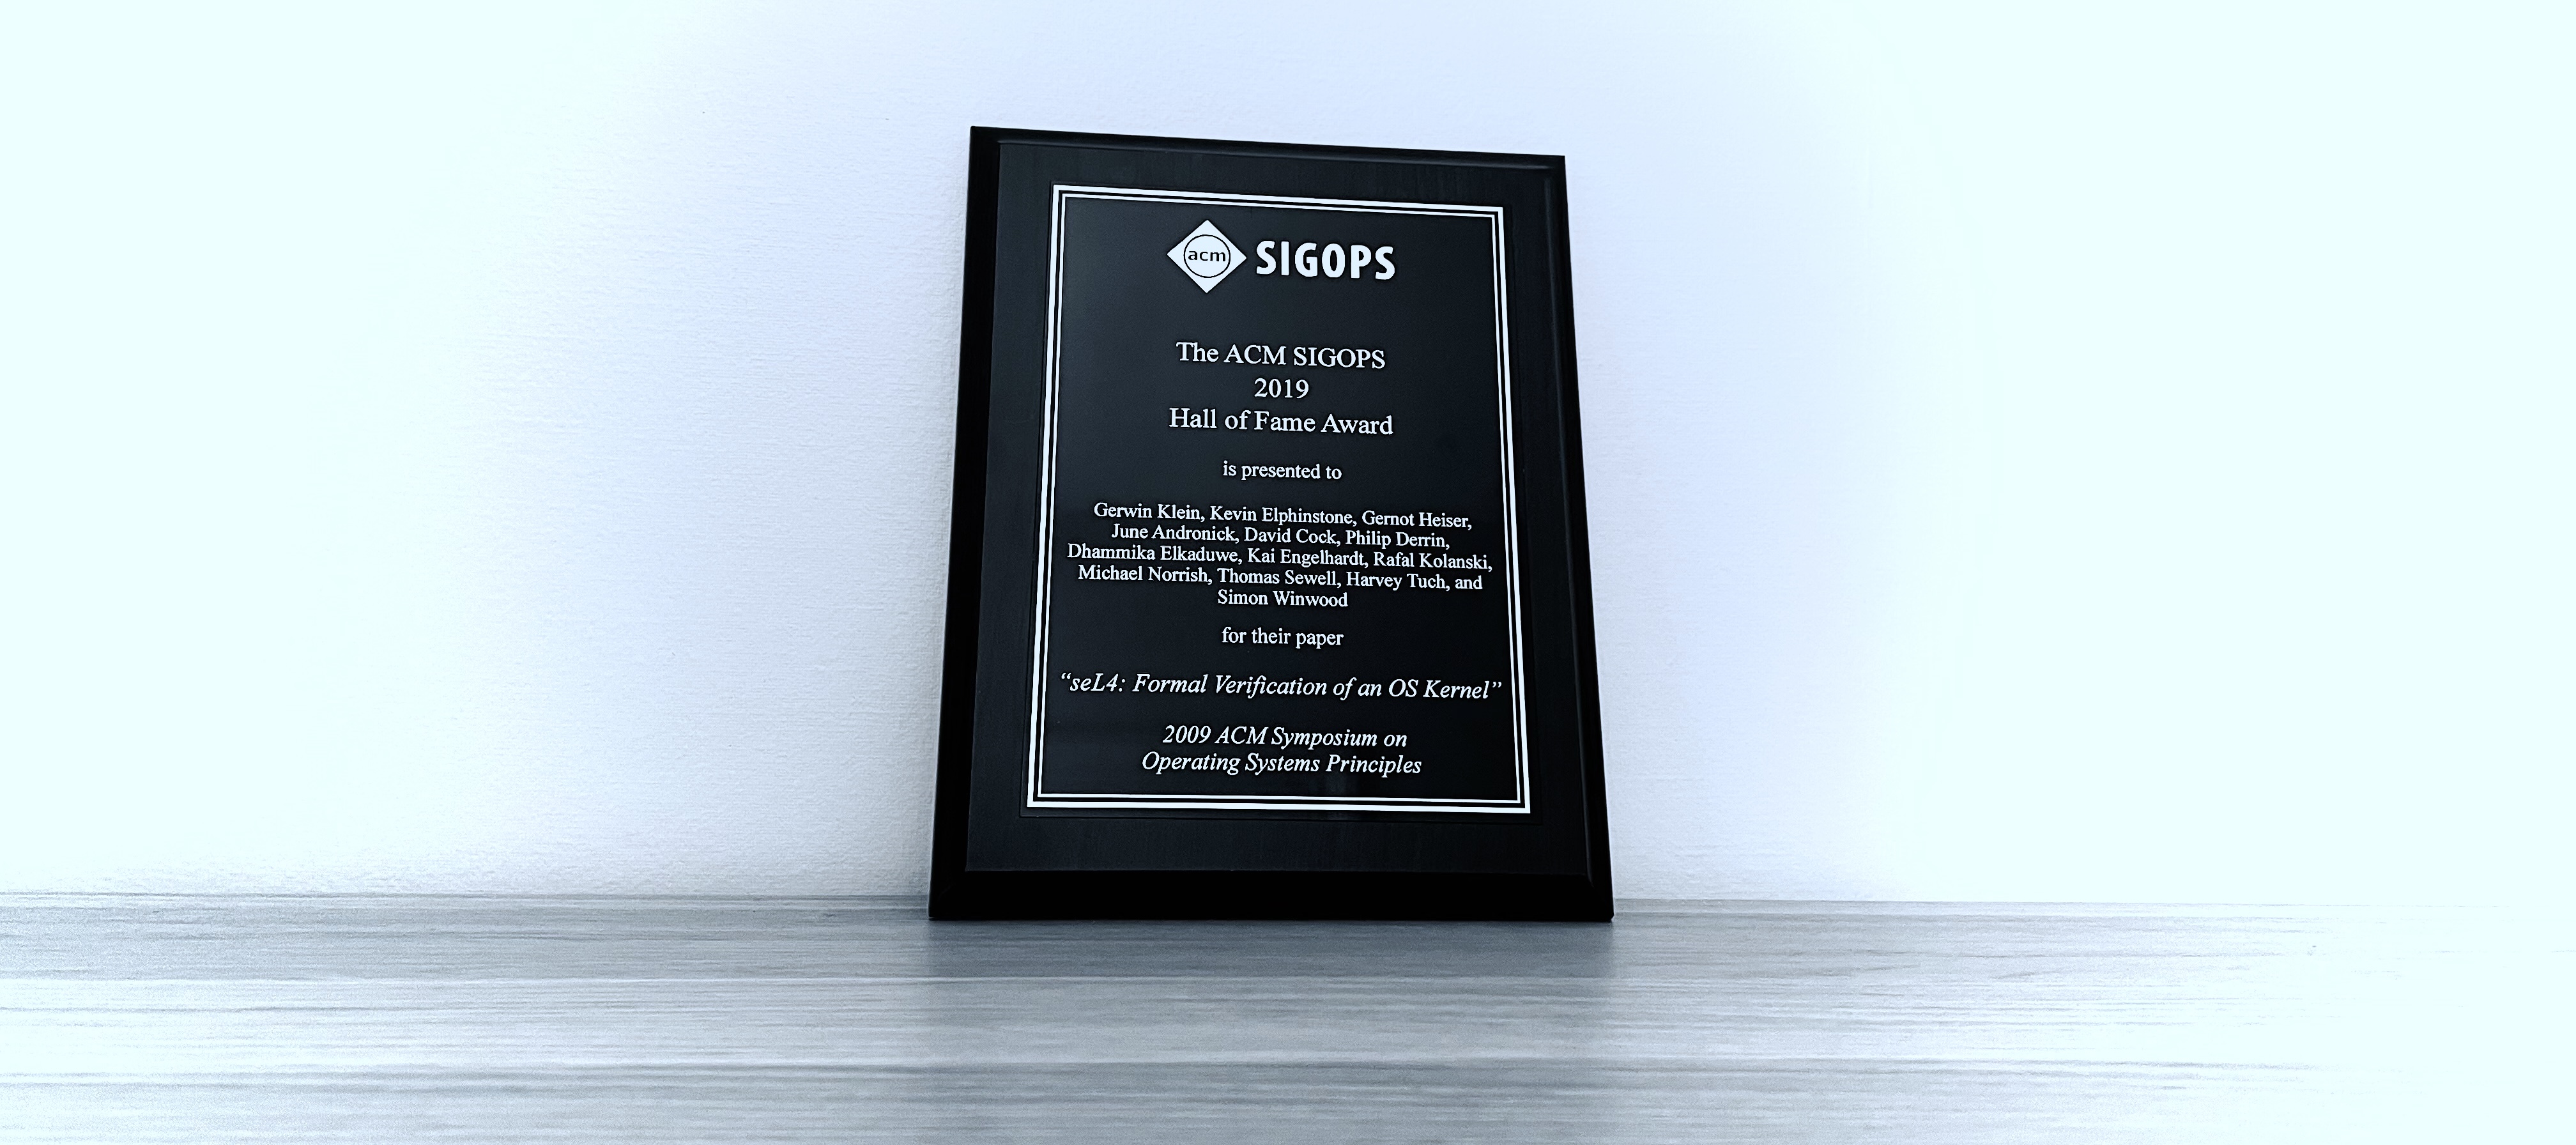 acm SIGOPS
The ACM SIGOPS
2019
Hall of Fame Award
is presented to
Gerwin Klein, Kevin Elphinstone, Gernot Heiser,
June Andronick, David Cock, Philip Derrin,
Dhammika Elkaduwe, Kai Engelhardt, Rafal Kolanski,
Michael Norrish, Thomas Sewell, Harvey Tuch, and
Simon Winwood
for their paper
“seL4: Formal Verification of an OS Kernel”
2009 ACM Symposium on
Operating Systems Principles